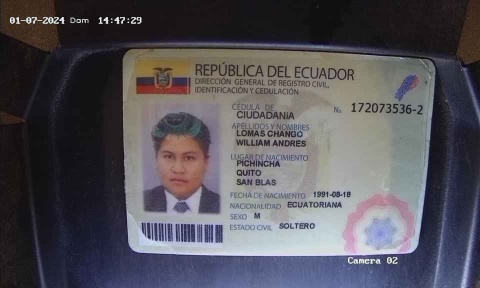 01-07-2024 Dom 14:47:29
REPÚBLICA DEL ECUADOR
DIRECCIÓN GENERAL DE REGISTRO CIVIL,
IDENTIFICACIÓN Y CEDULACIÓN
CÉDULA DE No. 172073536-2
CIUDADANÍA
APELLIDOS Y NOMBRES
LOMAS CHANGO
WILLIAM ANDRES
LUGAR DE NACIMIENTO
PICHINCHA
QUITO
SAN BLAS
FECHA DE NACIMIENTO 1991-08-18
NACIONALIDAD ECUATORIANA
SEXO M
ESTADO CIVIL SOLTERO
Camera 02